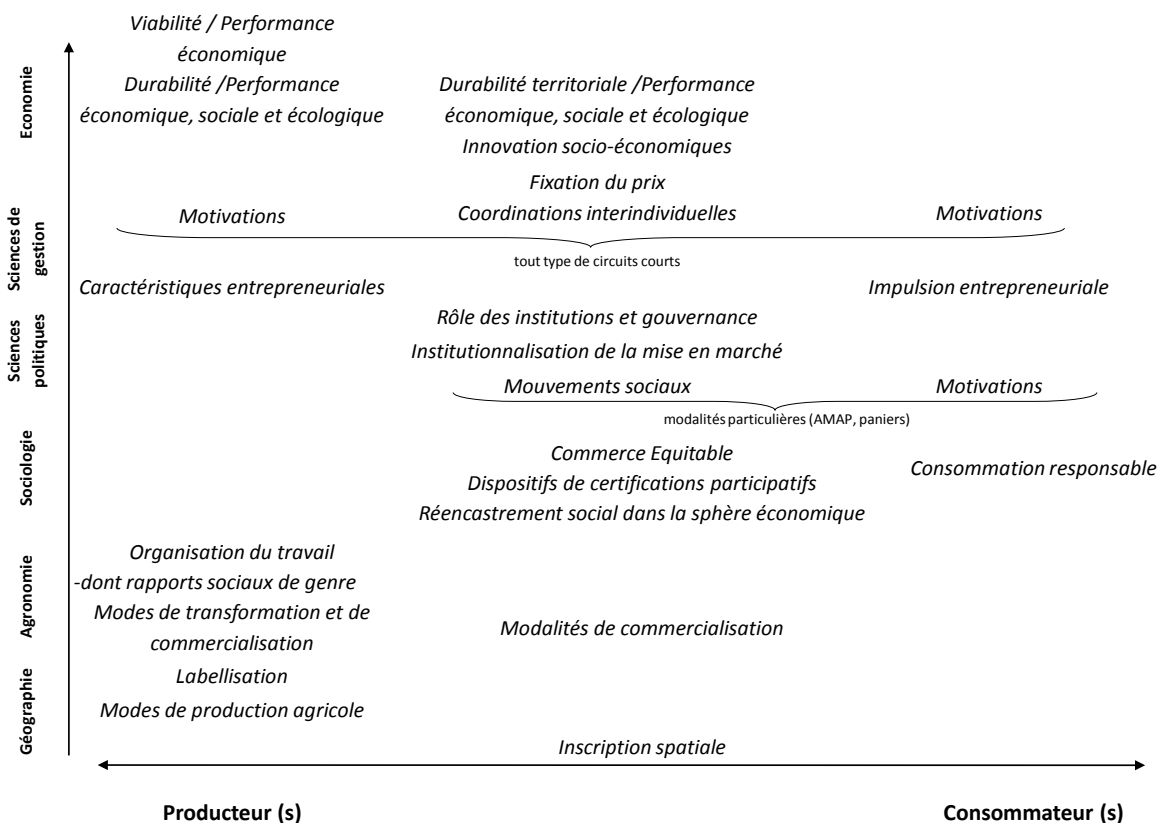 Viabilité / Performance
économique
Durabilité /Performance
économique, sociale et écologique
Durabilité territoriale /Performance
économique, sociale et écologique
Innovation socio-économiques
Economie
Fixation du prix
Motivations
Coordinations interindividuelles
Motivations
tout type de circuits courts
Sciences de
gestion
Caractéristiques entrepreneuriales
Impulsion entrepreneuriale
Rôle des institutions et gouvernance
Institutionnalisation de la mise en marché
Sciences
politiques
Mouvements sociaux
Motivations
modalités particulières (AMAP, paniers)
Commerce Equitable
Dispositifs de certifications participatifs
Réencastrement social dans la sphère économique
Consommation responsable
Sociologie
Organisation du travail
-dont rapports sociaux de genre
Modes de transformation et de
commercialisation
Modalités de commercialisation
Agronomie
Labellisation
Modes de production agricole
Géographie
Inscription spatiale
Producteur (s)
Consommateur (s)